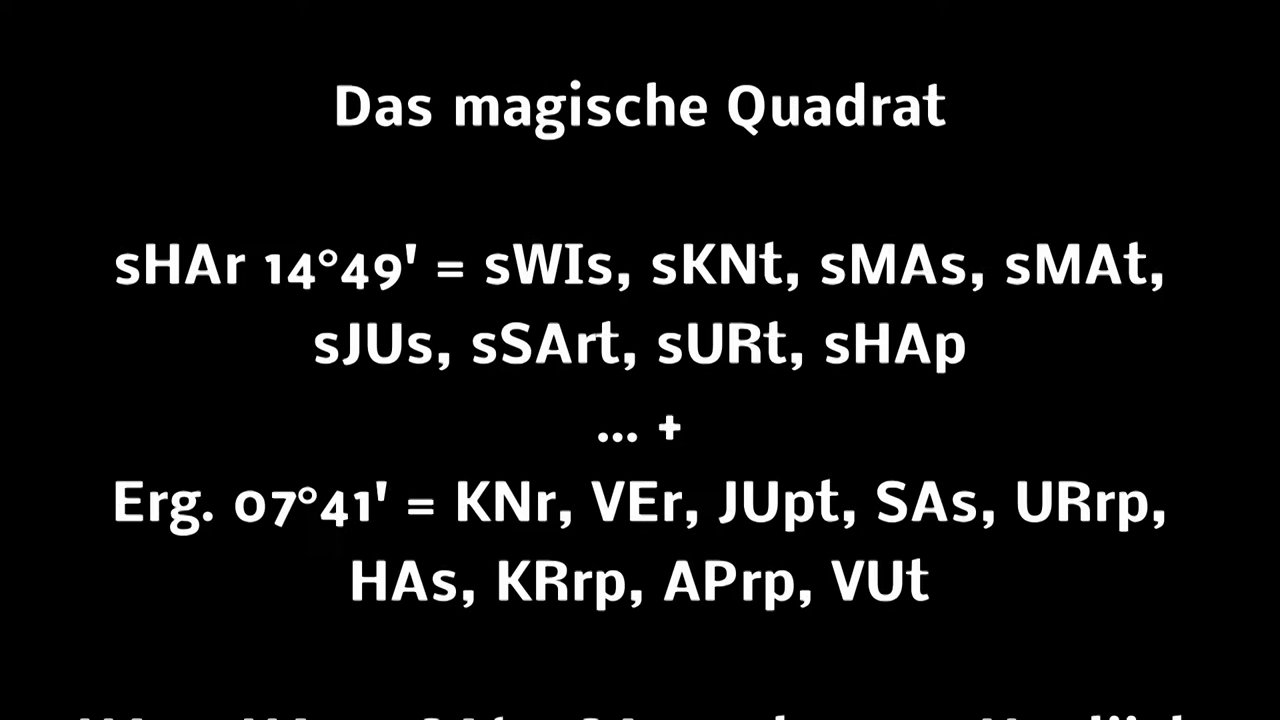 Das magische Quadrat
sHAr 14°49' = sWIs, sKNt, sMAs, sMAt,
sJUs, sSArt, sURt, sHAp
... +
Erg. 07°41' = KNr, VEr, JUpt, SAs, URrp,
HAs, KRrp, APrp, VUt